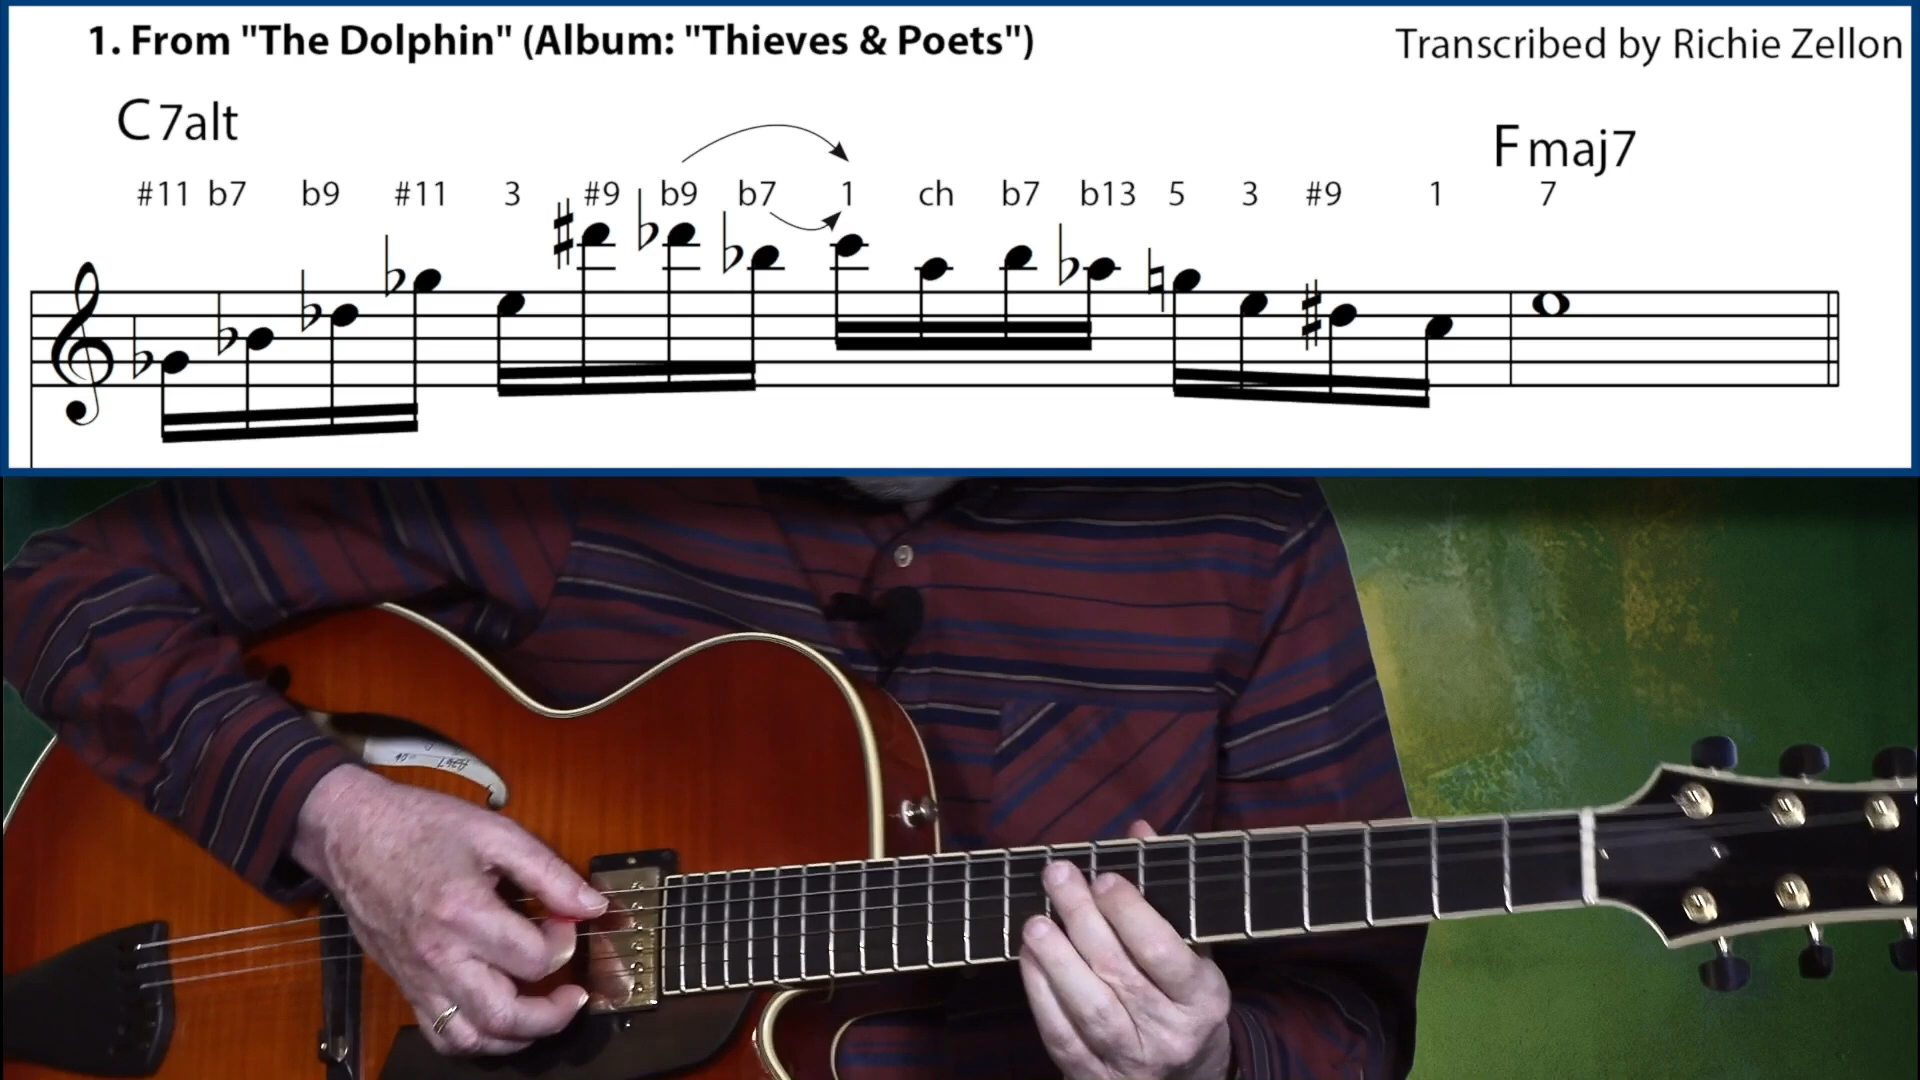 1. From "The Dolphin" (Album: "Thieves & Poets")
Transcribed by Richie Zellon
C7alt
Fmaj7
#11 b7 b9 #11 3 #9 b9 b7 1 ch b7 b13 5 3 #9 1 7